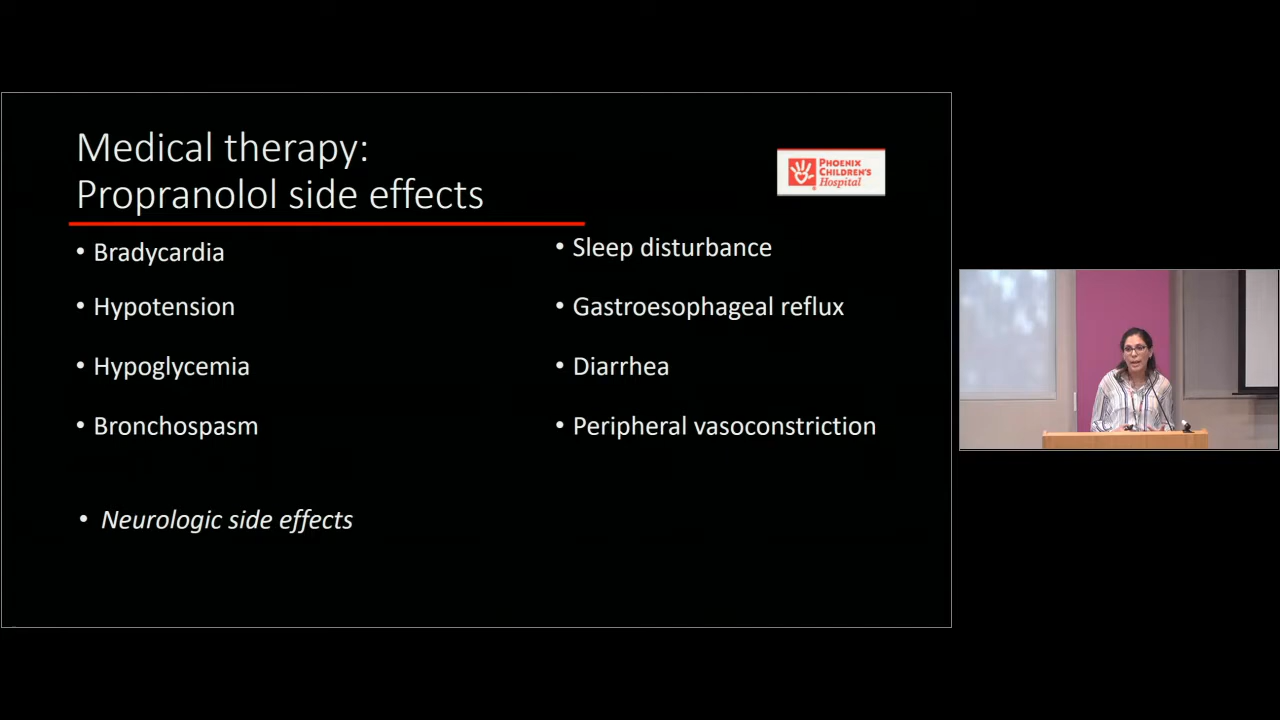 Medical therapy:
Propranolol side effects
PHOENIX
CHILDREN'S
Hospital
• Bradycardia
• Hypotension
• Hypoglycemia
• Bronchospasm
• Sleep disturbance
• Gastroesophageal reflux
• Diarrhea
• Peripheral vasoconstriction
• Neurologic side effects